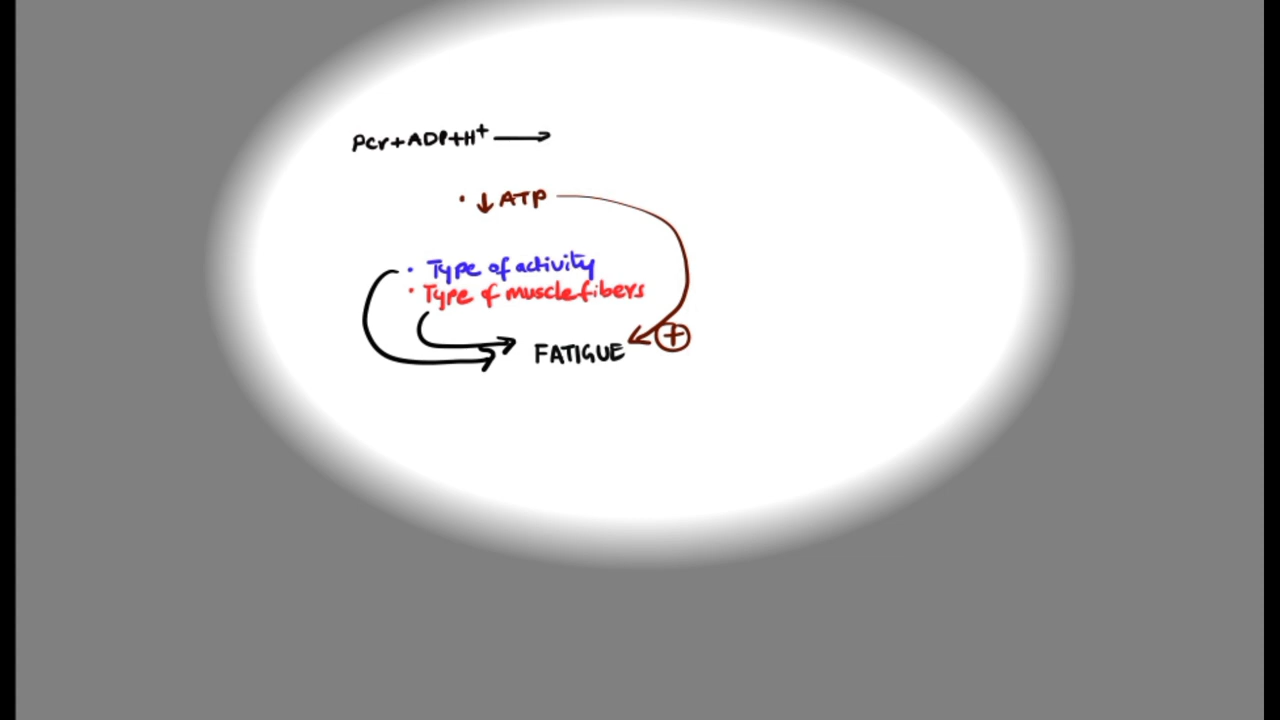 PCr+ADP+H⁺ →
• ↓ ATP
• Type of activity
• Type of muscle fibers
FATIGUE +